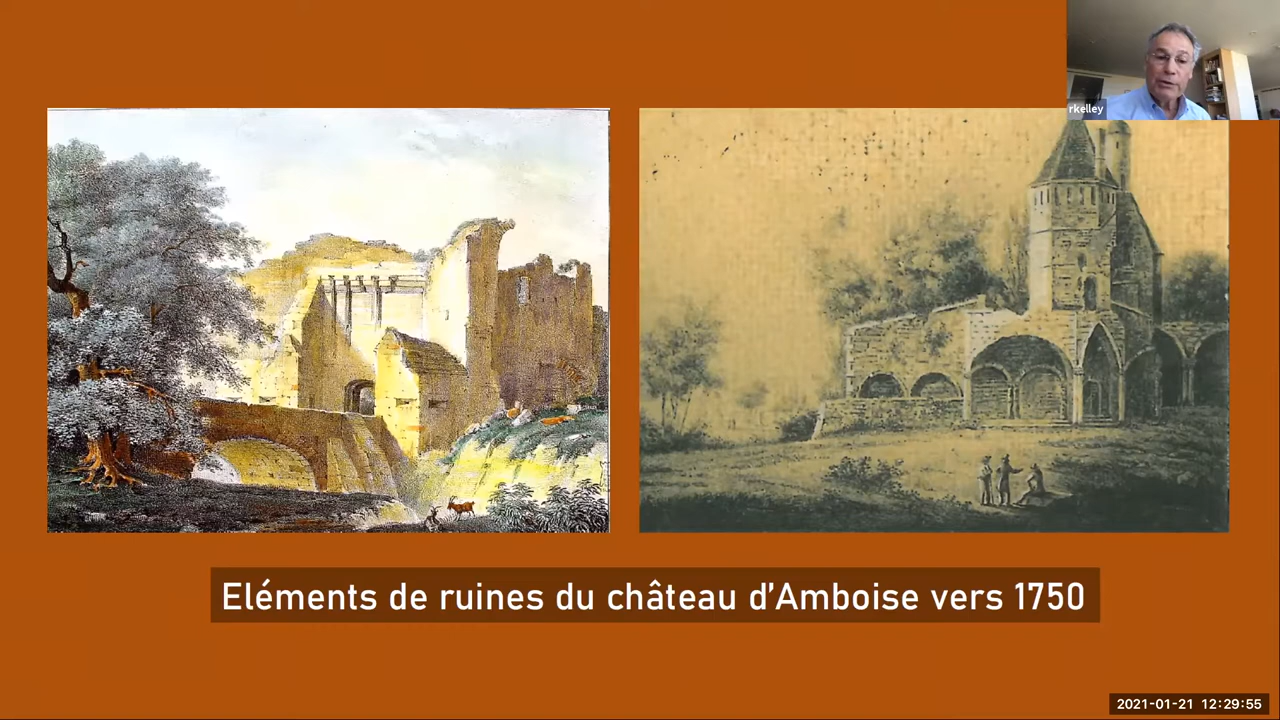 rkelley
Eléments de ruines du château d’Amboise vers 1750
2021-01-21 12:29:55